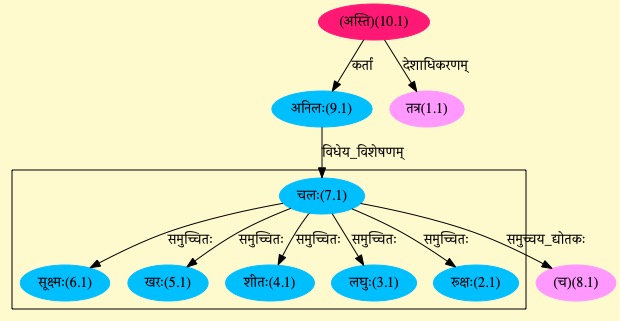 (अस्ति)(10.1)
कर्ता देशाधिकरणम्
अनिलः(9.1) तत्र(1.1)
विधेय_विशेषणम्
चलः(7.1)
समुच्चितः समुच्चितः समुच्चितः समुच्चितः समुच्चितः समुच्चय_द्योतकः
सूक्ष्मः(6.1) खरः(5.1) शीतः(4.1) लघुः(3.1) रूक्षः(2.1) (च)(8.1)